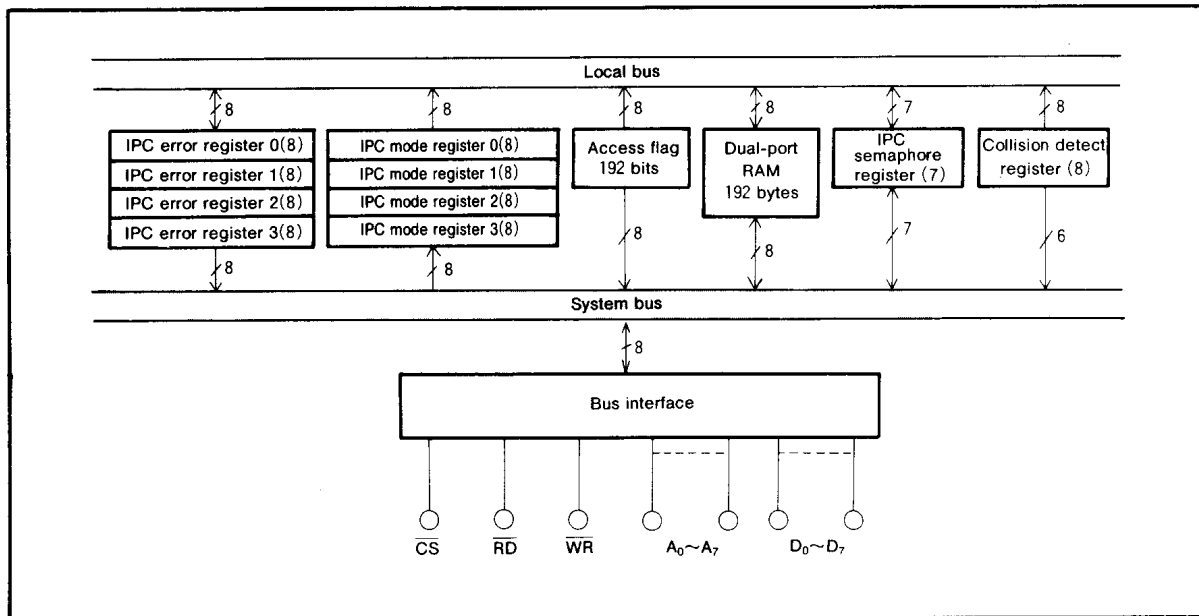 Local bus
8 8 8 8 7 8
IPC error register 0(8)
IPC error register 1(8)
IPC error register 2(8)
IPC error register 3(8)
IPC mode register 0(8)
IPC mode register 1(8)
IPC mode register 2(8)
IPC mode register 3(8)
Access flag
192 bits
Dual-port
RAM
192 bytes
IPC
semaphore
register (7)
Collision detect
register (8)
8 8 8 8 7 6
System bus
8
Bus interface
C̅S̅ R̅D̅ W̅R̅ A₀~A₇ D₀~D₇